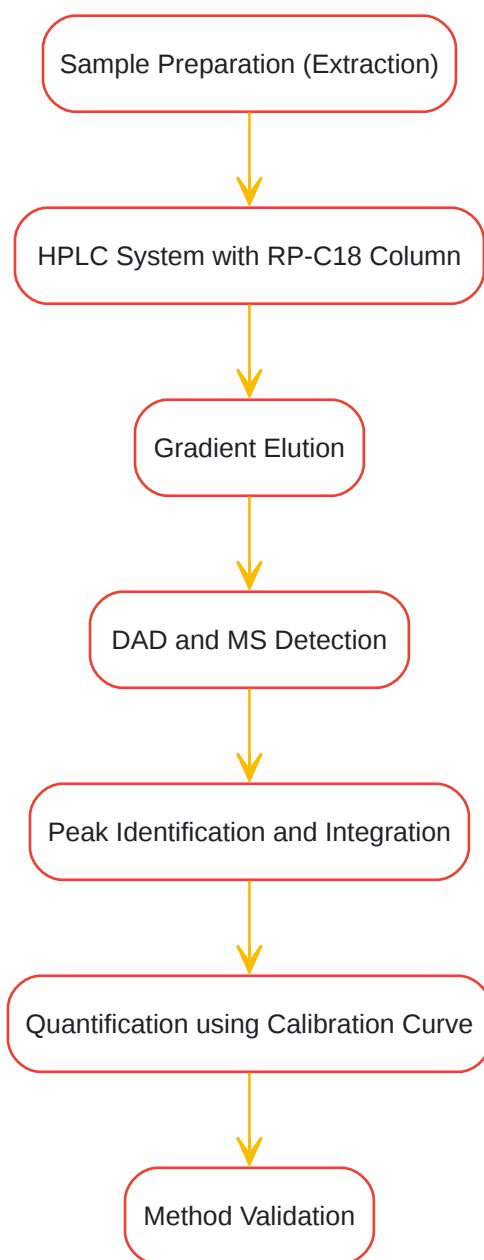 Sample Preparation (Extraction)
HPLC System with RP-C18 Column
Gradient Elution
DAD and MS Detection
Peak Identification and Integration
Quantification using Calibration Curve
Method Validation